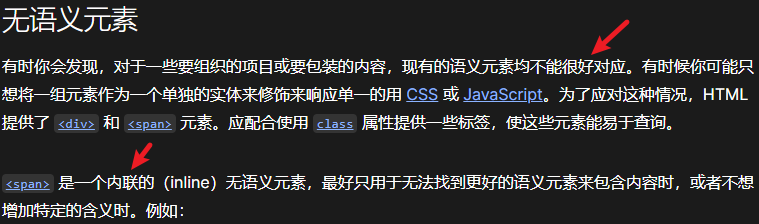 无语义元素
有时你会发现，对于一些要组织的项目或要包装的内容，现有的语义元素均不能很好对应。有时候你可能只
想将一组元素作为一个单独的实体来修饰来响应单一的用 CSS 或 JavaScript。为了应对这种情况，HTML
提供了 <div> 和 <span> 元素。应配合使用 class 属性提供一些标签，使这些元素能易于查询。
<span> 是一个内联的（inline）无语义元素，最好只用于无法找到更好的语义元素来包含内容时，或者不想
增加特定的含义时。例如：